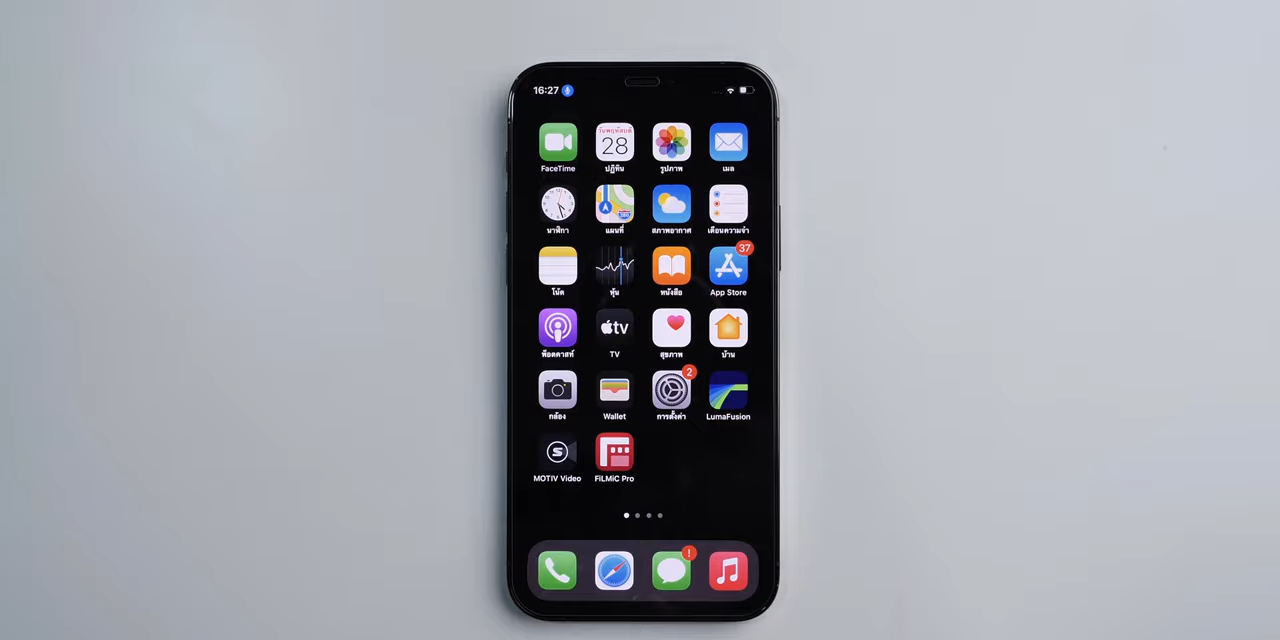 16:27
วันพฤหัสบดี
28
FaceTime
ปฏิทิน
รูปภาพ
เมล
นาฬิกา
แผนที่
สภาพอากาศ
เตือนความจำ
37
โน้ต
หุ้น
หนังสือ
App Store
tv
พ็อดคาสท์
TV
สุขภาพ
บ้าน
2
กล้อง
Wallet
การตั้งค่า
LumaFusion
S
MOTIV Video
FiLMiC Pro
!